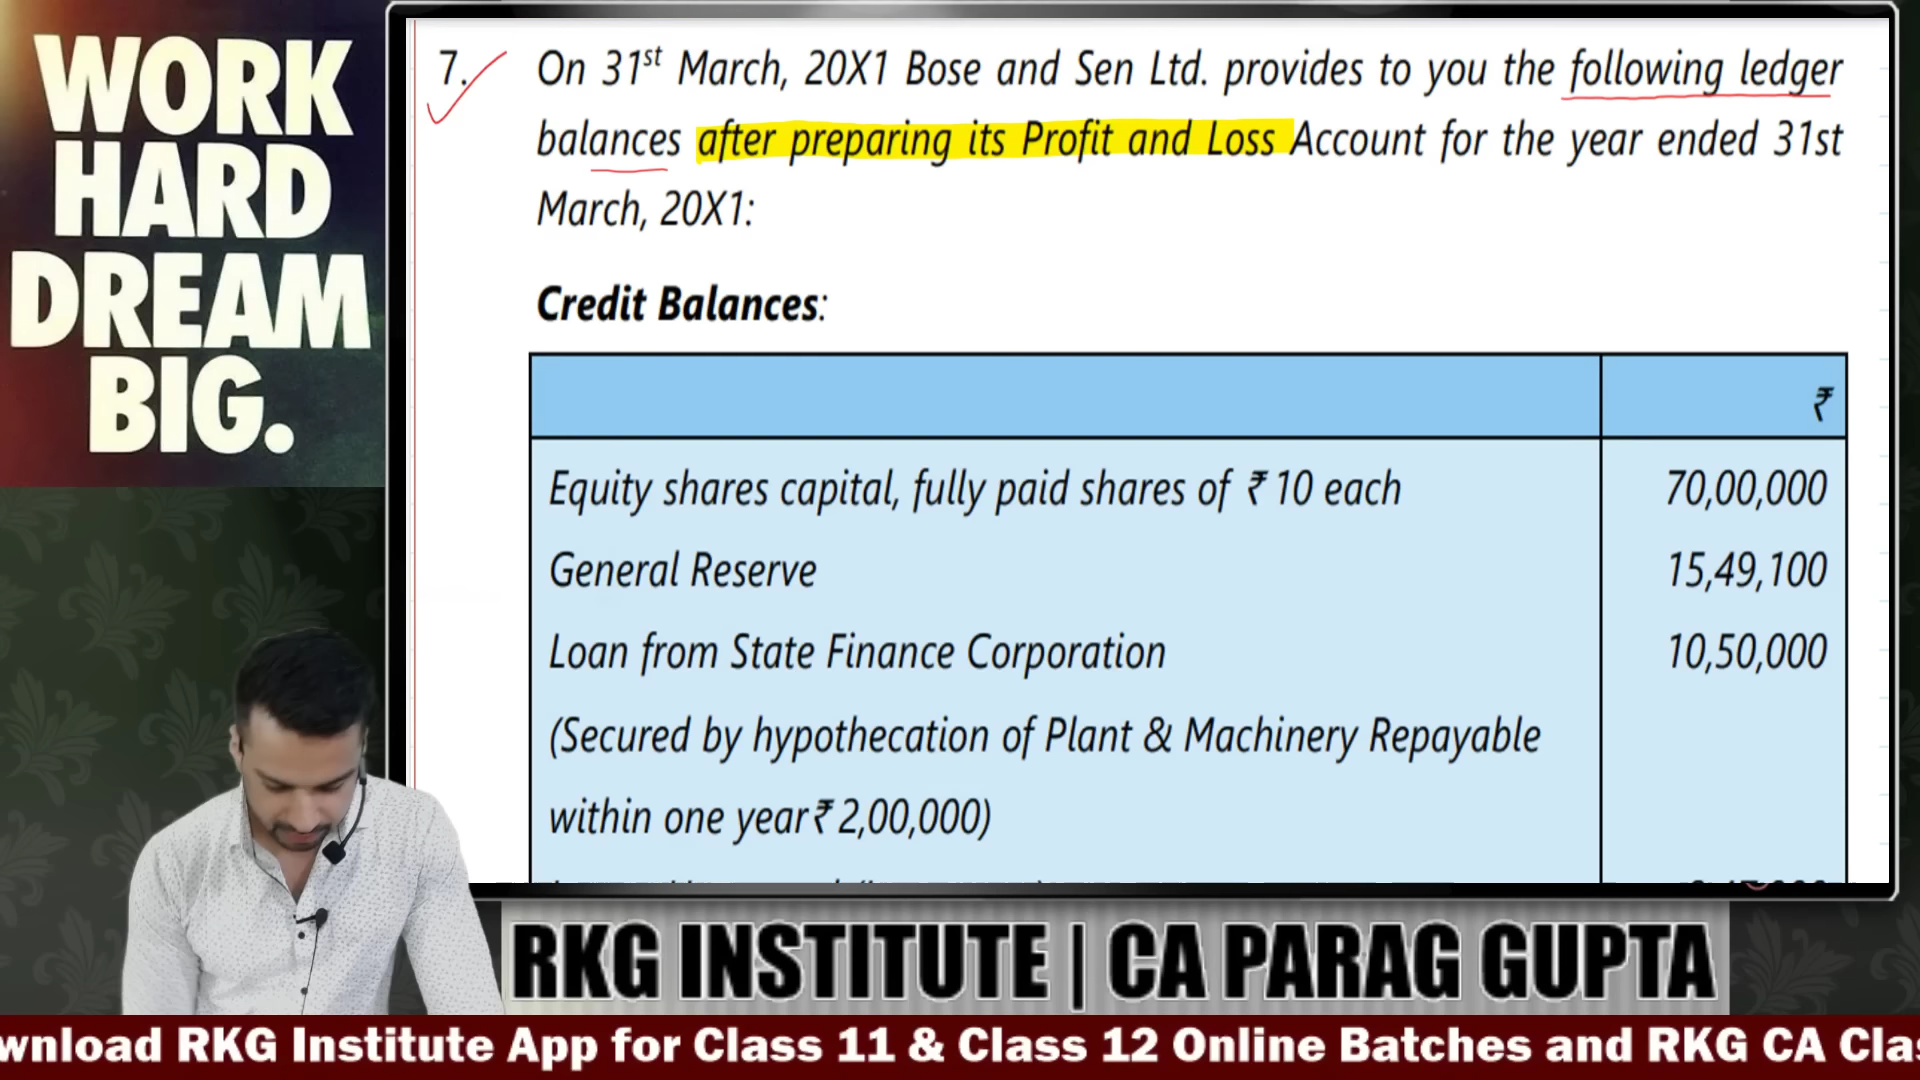 WORK
HARD
DREAM
BIG.
7. On 31st March, 20X1 Bose and Sen Ltd. provides to you the following ledger
balances after preparing its Profit and Loss Account for the year ended 31st
March, 20X1:
Credit Balances:
₹
Equity shares capital, fully paid shares of ₹ 10 each 70,00,000
General Reserve 15,49,100
Loan from State Finance Corporation 10,50,000
(Secured by hypothecation of Plant & Machinery Repayable
within one year ₹ 2,00,000)
RKG INSTITUTE | CA PARAG GUPTA
wnload RKG Institute App for Class 11 & Class 12 Online Batches and RKG CA Clas